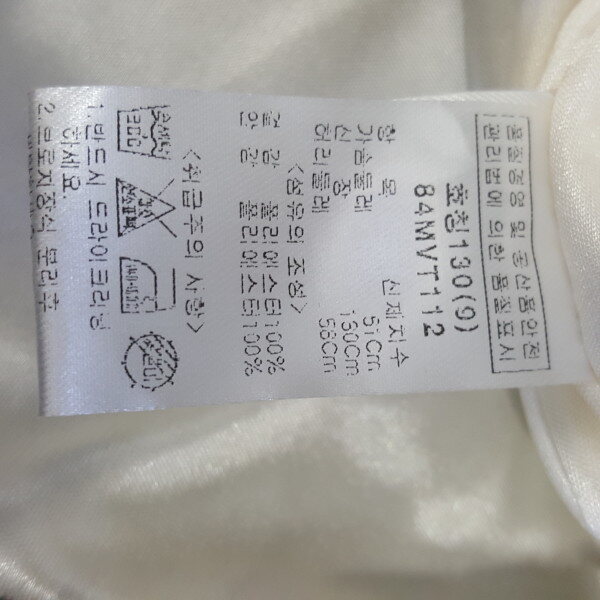 품질경영 및 공산품안전
관리법에 의한 품질표시
호칭130(9)
84MVT112
항 목 신체치수
가슴둘레 51Cm
신 장 130Cm
허리둘레 58Cm
<섬유의 조성>
겉 감 폴리에스터100%
안 감 폴리에스터100%
<취급주의 사항>
1.반드시 드라이크리닝
하세요.